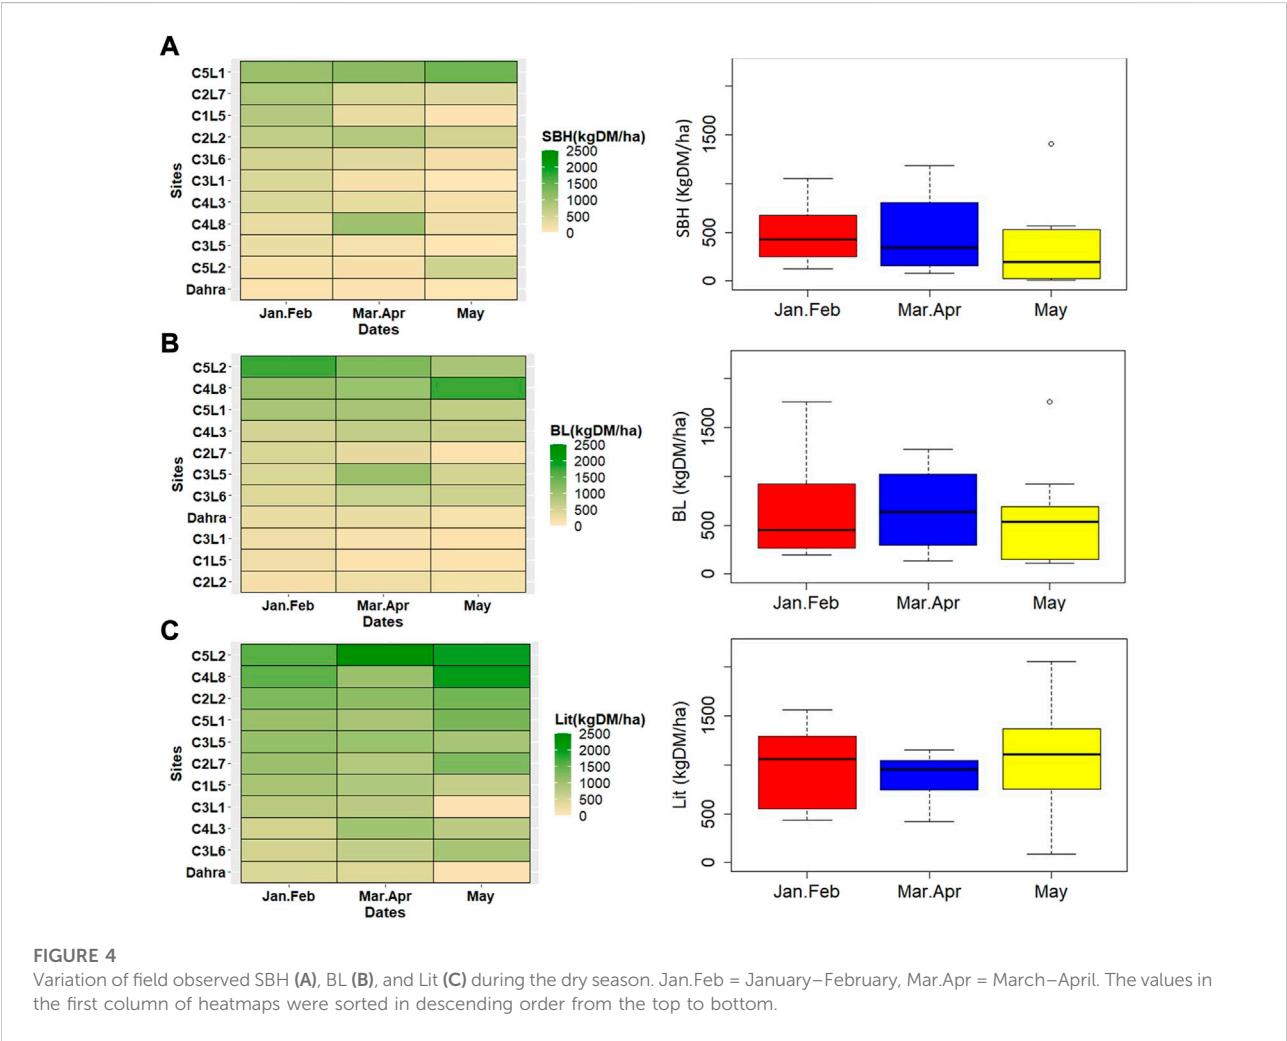 A
C5L1
C2L7
C1L5
C2L2
C3L6
C3L1
C4L3
C4L8
C3L5
C5L2
Dahra
Sites
Jan.Feb Mar.Apr May
Dates
SBH(kgDM/ha)
2500
2000
1500
1000
500
0
SBH (KgDM/ha)
1500
500
0
Jan.Feb Mar.Apr May
B
C5L2
C4L8
C5L1
C4L3
C2L7
C3L5
C3L6
Dahra
C3L1
C1L5
C2L2
Sites
Jan.Feb Mar.Apr May
Dates
BL(kgDM/ha)
2500
2000
1500
1000
500
0
BL (kgDM/ha)
1500
500
0
Jan.Feb Mar.Apr May
C
C5L2
C4L8
C2L2
C5L1
C3L5
C2L7
C1L5
C3L1
C4L3
C3L6
Dahra
Sites
Jan.Feb Mar.Apr May
Dates
Lit(kgDM/ha)
2500
2000
1500
1000
500
0
Lit (kgDM/ha)
1500
500
0
Jan.Feb Mar.Apr May
FIGURE 4
Variation of field observed SBH (A), BL (B), and Lit (C) during the dry season. Jan.Feb = January–February, Mar.Apr = March–April. The values in
the first column of heatmaps were sorted in descending order from the top to bottom.